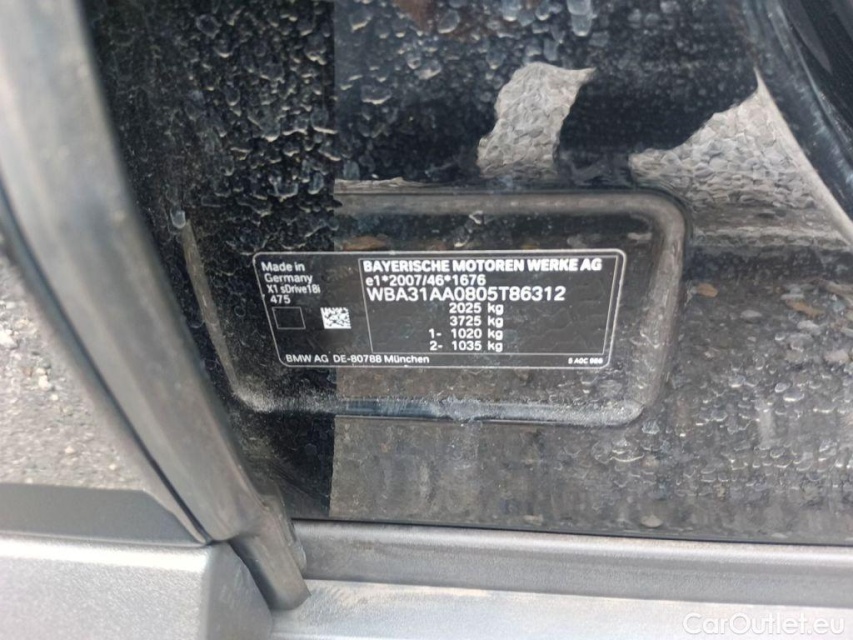 Made in
Germany
X1 sDrive18i
475
BAYERISCHE MOTOREN WERKE AG
e1*2007/46*1676
WBA31AA0805T86312
2025 kg
3725 kg
1- 1020 kg
2- 1035 kg
BMW AG DE-80788 München
CarOutlet.eu